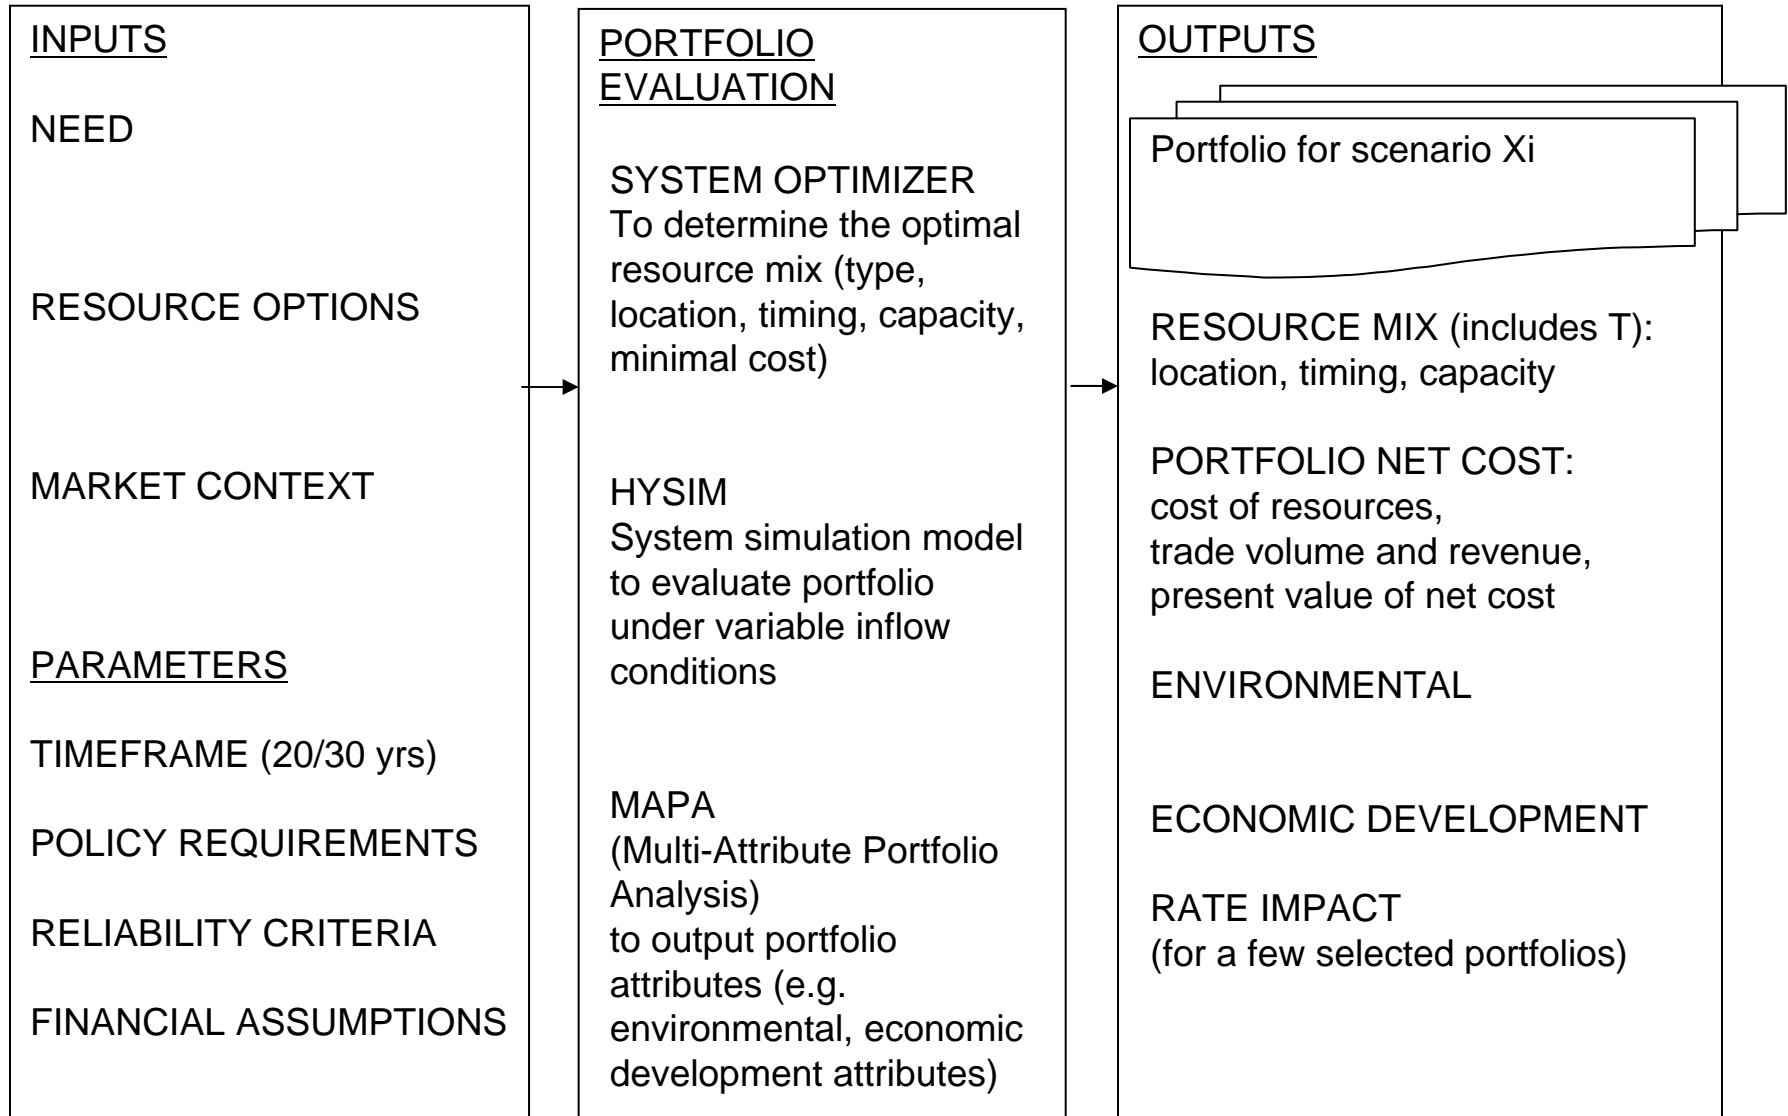 INPUTS
NEED
RESOURCE OPTIONS
MARKET CONTEXT
PARAMETERS
TIMEFRAME (20/30 yrs)
POLICY REQUIREMENTS
RELIABILITY CRITERIA
FINANCIAL ASSUMPTIONS
PORTFOLIO
EVALUATION
SYSTEM OPTIMIZER
To determine the optimal
resource mix (type,
location, timing, capacity,
minimal cost)
HYSIM
System simulation model
to evaluate portfolio
under variable inflow
conditions
MAPA
(Multi-Attribute Portfolio
Analysis)
to output portfolio
attributes (e.g.
environmental, economic
development attributes)
OUTPUTS
Portfolio for scenario Xi
RESOURCE MIX (includes T):
location, timing, capacity
PORTFOLIO NET COST:
cost of resources,
trade volume and revenue,
present value of net cost
ENVIRONMENTAL
ECONOMIC DEVELOPMENT
RATE IMPACT
(for a few selected portfolios)